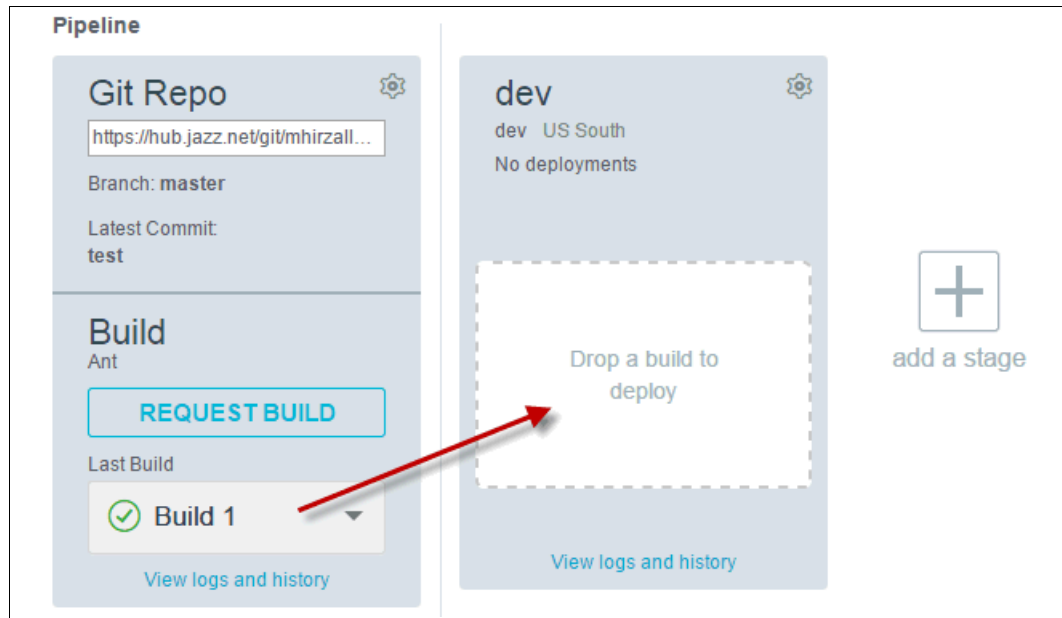 Pipeline
Git Repo
https://hub.jazz.net/git/mhirzall...
Branch: master
Latest Commit:
test
Build
Ant
REQUEST BUILD
Last Build
Build 1
View logs and history
dev
dev US South
No deployments
Drop a build to
deploy
View logs and history
add a stage